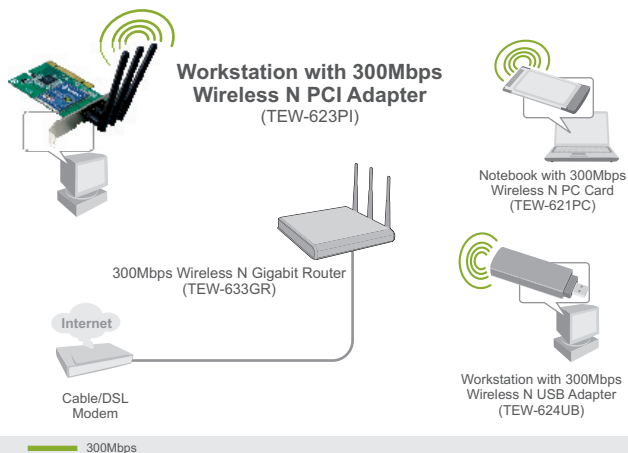 Workstation with 300Mbps
Wireless N PCI Adapter
(TEW-623PI)
Notebook with 300Mbps
Wireless N PC Card
(TEW-621PC)
300Mbps Wireless N Gigabit Router
(TEW-633GR)
Internet
Cable/DSL
Modem
Workstation with 300Mbps
Wireless N USB Adapter
(TEW-624UB)
300Mbps